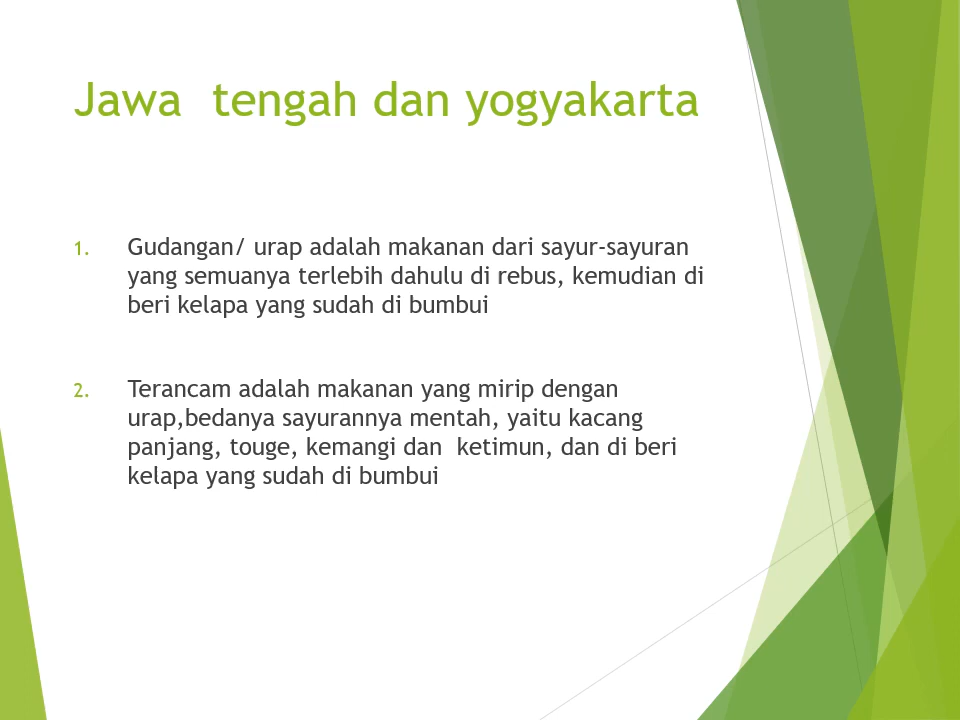 Jawa  tengah dan yogyakarta
1. Gudangan/ urap adalah makanan dari sayur-sayuran
yang semuanya terlebih dahulu di rebus, kemudian di
beri kelapa yang sudah di bumbui
2. Terancam adalah makanan yang mirip dengan
urap,bedanya sayurannya mentah, yaitu kacang
panjang, touge, kemangi dan  ketimun, dan di beri
kelapa yang sudah di bumbui